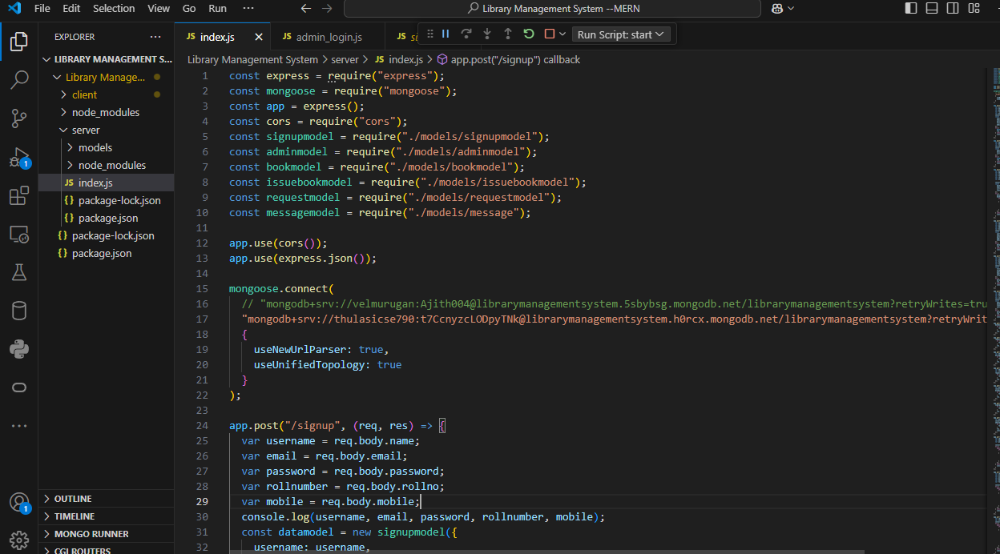 File Edit Selection View Go Run ··· Library Management System --MERN
EXPLORER ···
LIBRARY MANAGEMENT S...
Library Manage...
client
node_modules
server
models
node_modules
JS index.js
{} package-lock.json
{} package.json
{} package-lock.json
{} package.json
OUTLINE
TIMELINE
MONGO RUNNER
CGI ROUTERS
1
1
JS index.js
JS admin_login.js
JS
Run Script: start
Library Management System > server > JS index.js > app.post("/signup") callback
1 const express = require("express");
2 const mongoose = require("mongoose");
3 const app = express();
4 const cors = require("cors");
5 const signupmodel = require("./models/signupmodel");
6 const adminmodel = require("./models/adminmodel");
7 const bookmodel = require("./models/bookmodel");
8 const issuebookmodel = require("./models/issuebookmodel");
9 const requestmodel = require("./models/requestmodel");
10 const messagemodel = require("./models/message");
11
12 app.use(cors());
13 app.use(express.json());
14
15 mongoose.connect(
16 // "mongodb+srv://velmurugan:Ajith004@librarymanagementsystem.5sbybsg.mongodb.net/librarymanagementsystem?retryWrites=tru
17 "mongodb+srv://thulasicse790:t7CcnyzcLODpyTNk@librarymanagementsystem.h0rcx.mongodb.net/librarymanagementsystem?retryWrit
18 {
19 useNewUrlParser: true,
20 useUnifiedTopology: true
21 }
22 );
23
24 app.post("/signup", (req, res) => {
25 var username = req.body.name;
26 var email = req.body.email;
27 var password = req.body.password;
28 var rollnumber = req.body.rollno;
29 var mobile = req.body.mobile;
30 console.log(username, email, password, rollnumber, mobile);
31 const datamodel = new signupmodel({
32 username: username,